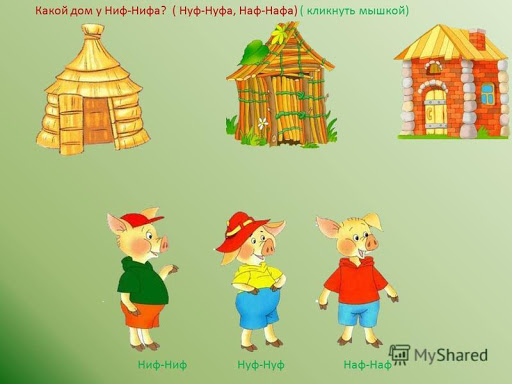 Какой дом у Ниф-Нифа? ( Нуф-Нуфа, Наф-Нафа) ( кликнуть мышкой)
Ниф-Ниф Нуф-Нуф Наф-Наф
MyShared